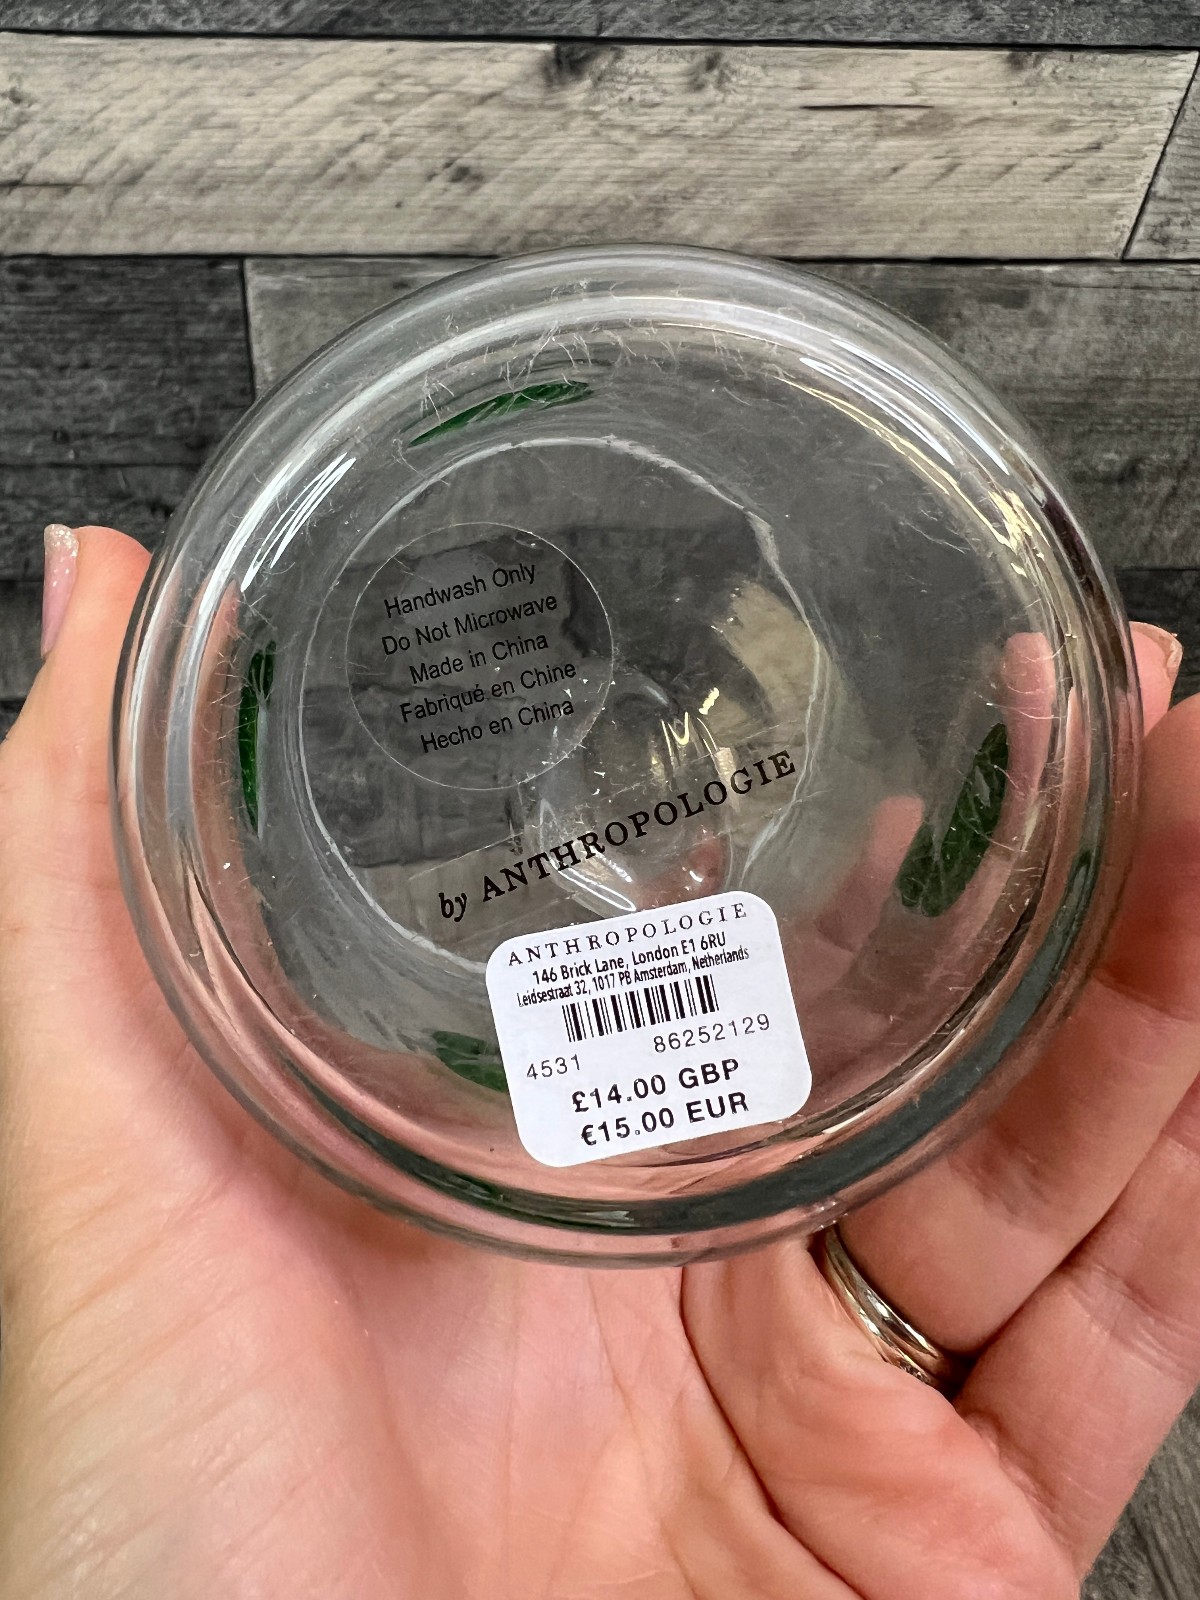 Handwash Only
Do Not Microwave
Made in China
Fabriqué en Chine
Hecho en China
by ANTHROPOLOGIE
ANTHROPOLOGIE
146 Brick Lane, London E1 6RU
Leidsestraat 32, 1017 PB Amsterdam, Netherlands
4531 86252129
£14.00 GBP
€15.00 EUR